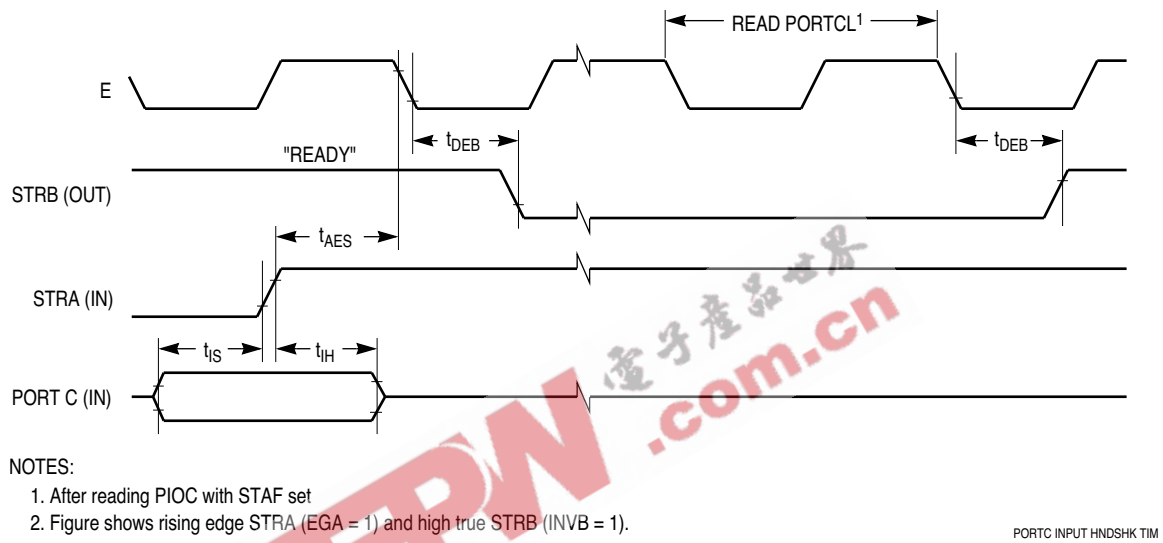 READ PORTCL1
E
tDEB
tDEB
"READY"
STRB (OUT)
tAES
STRA (IN)
tIS
tIH
PORT C (IN)
電子產品世界
.com.cn
NOTES:
1. After reading PIOC with STAF set
2. Figure shows rising edge STRA (EGA = 1) and high true STRB (INVB = 1).
PORTC INPUT HNDSHK TIM